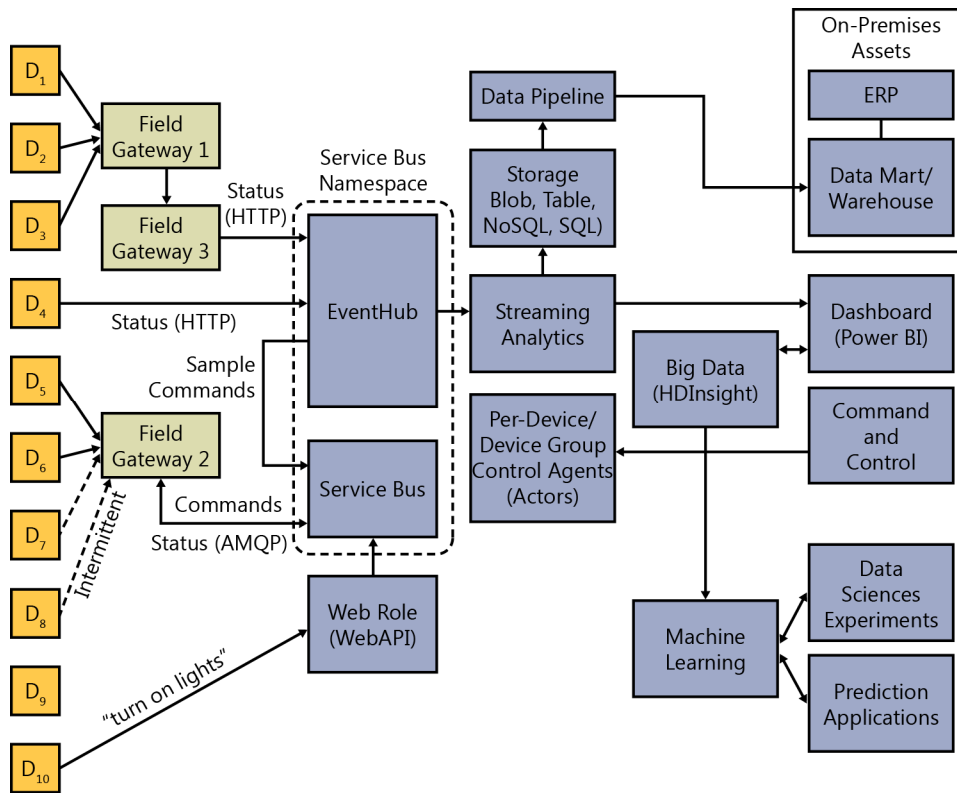 D1
D2
D3
D4
D5
D6
D7
D8
D9
D10
Field
Gateway 1
Field
Gateway 3
Field
Gateway 2
Status
(HTTP)
Status (HTTP)
Sample
Commands
Commands
Status (AMQP)
Intermittent
“turn on lights”
Service Bus
Namespace
EventHub
Service Bus
Web Role
(WebAPI)
Data Pipeline
Storage
Blob, Table,
NoSQL, SQL)
Streaming
Analytics
Per-Device/
Device Group
Control Agents
(Actors)
Big Data
(HDInsight)
Machine
Learning
On-Premises
Assets
ERP
Data Mart/
Warehouse
Dashboard
(Power BI)
Command
and
Control
Data
Sciences
Experiments
Prediction
Applications